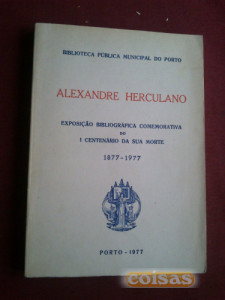 BIBLIOTECA PÚBLICA MUNICIPAL DO PORTO
ALEXANDRE HERCULANO
EXPOSIÇÃO BIBLIOGRÁFICA COMEMORATIVA
DO
I CENTENÁRIO DA SUA MORTE
1877-1977
PORTO - 1977
coisas